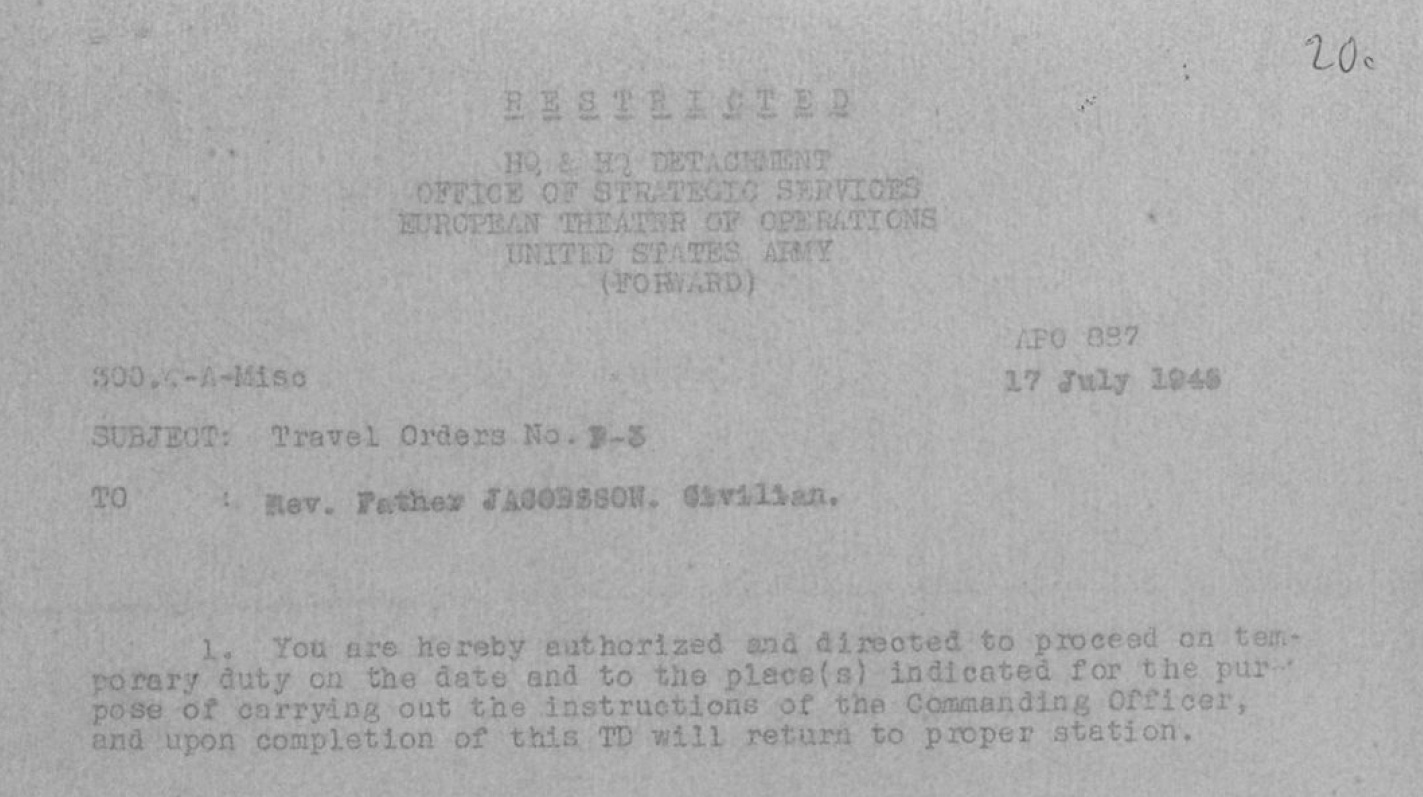 20.
R E S T R I C T E D
HQ & HQ DETACHMENT
OFFICE OF STRATEGIC SERVICES
EUROPEAN THEATER OF OPERATIONS
UNITED STATES ARMY
(FORWARD)
APO 887
-A-Misc
17 July
SUBJECT: Travel Orders No.
TO : Rev. Father JACOBSSON. Civilian.
1. You are hereby authorized and directed to proceed on tem-
porary duty on the date and to the place(s) indicated for the pur-
pose of carrying out the instructions of the Commanding Officer,
and upon completion of this TD will return to proper station.